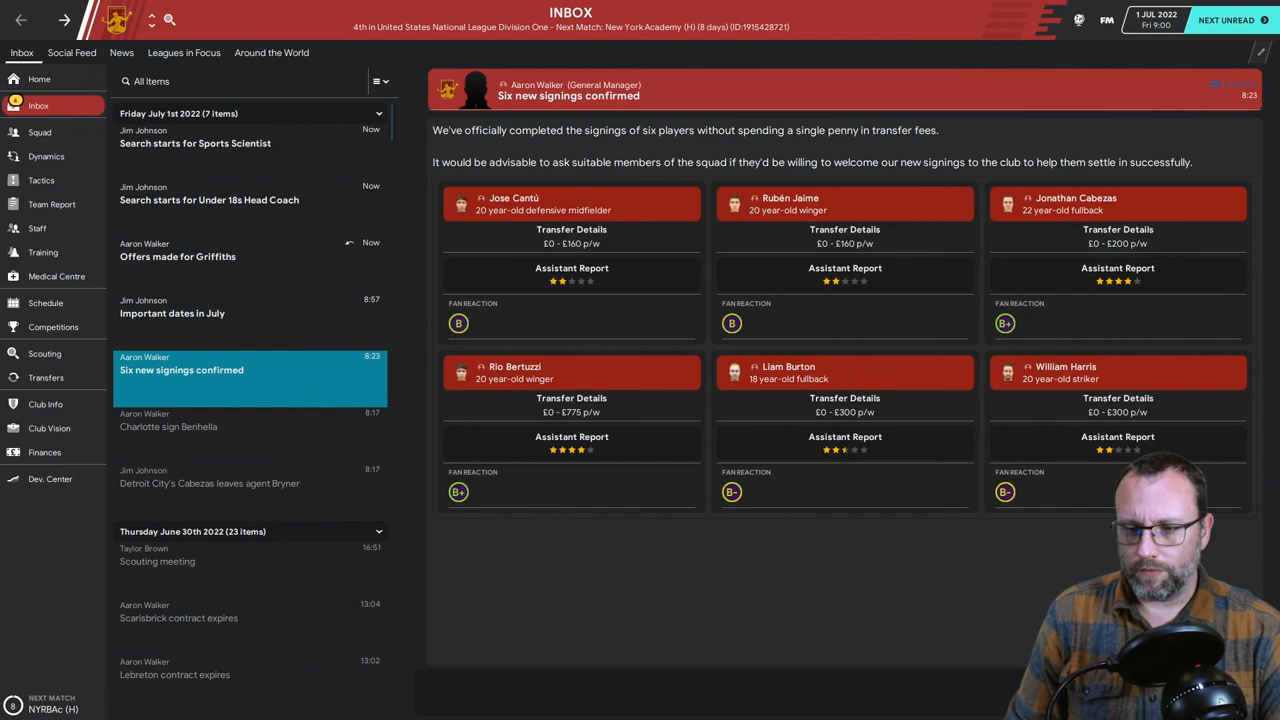 INBOX
4th in United States National League Division One - Next Match: New York Academy (H) (8 days) (ID:1915428721)
FM
1 JUL 2022
Fri 9:00
NEXT UNREAD
Inbox
Social Feed
News
Leagues in Focus
Around the World
Home
4
Inbox
Squad
Dynamics
Tactics
Team Report
Staff
Training
Medical Centre
Schedule
Competitions
Scouting
Transfers
Club Info
Club Vision
Finances
Dev. Center
8
NEXT MATCH
NYRBAc (H)
All Items
Friday July 1st 2022 (7 items)
Jim Johnson Now
Search starts for Sports Scientist
Jim Johnson Now
Search starts for Under 18s Head Coach
Aaron Walker Now
Offers made for Griffiths
Jim Johnson 8:57
Important dates in July
Aaron Walker 8:23
Six new signings confirmed
Aaron Walker 8:17
Charlotte sign Benhella
Jim Johnson 8:17
Detroit City's Cabezas leaves agent Bryner
Thursday June 30th 2022 (23 items)
Taylor Brown 16:51
Scouting meeting
Aaron Walker 13:04
Scarisbrick contract expires
Aaron Walker 13:02
Lebreton contract expires
Aaron Walker (General Manager)
Six new signings confirmed
8:23
We've officially completed the signings of six players without spending a single penny in transfer fees.
It would be advisable to ask suitable members of the squad if they'd be willing to welcome our new signings to the club to help them settle in successfully.
Jose Cantú
20 year-old defensive midfielder
Transfer Details
£0 - £160 p/w
Assistant Report
FAN REACTION
B
Rubén Jaime
20 year-old winger
Transfer Details
£0 - £160 p/w
Assistant Report
FAN REACTION
B
Jonathan Cabezas
22 year-old fullback
Transfer Details
£0 - £200 p/w
Assistant Report
FAN REACTION
B+
Rio Bertuzzi
20 year-old winger
Transfer Details
£0 - £775 p/w
Assistant Report
FAN REACTION
B+
Liam Burton
18 year-old fullback
Transfer Details
£0 - £300 p/w
Assistant Report
FAN REACTION
B-
William Harris
20 year-old striker
Transfer Details
£0 - £300 p/w
Assistant Report
FAN REACTION
B-